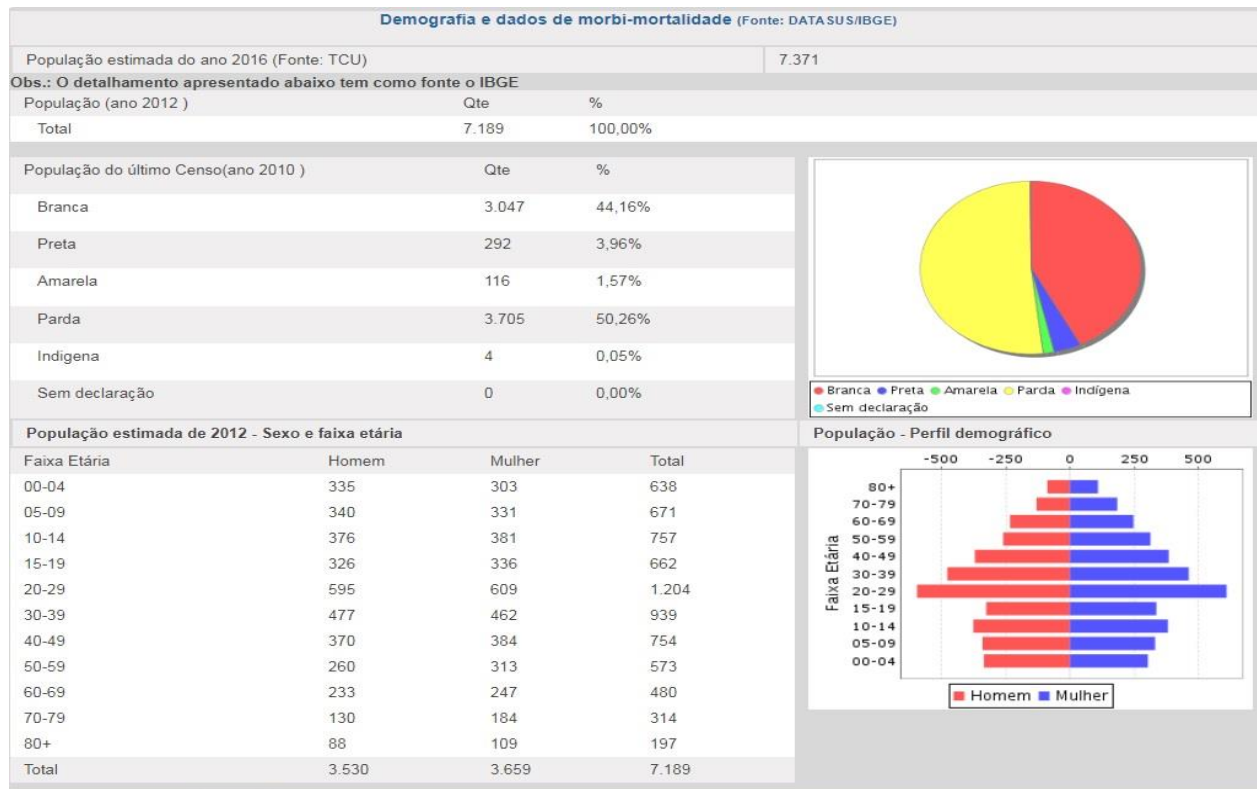 Demografia e dados de morbi-mortalidade (Fonte: DATASUS/IBGE)
População estimada do ano 2016 (Fonte: TCU) 7.371
Obs.: O detalhamento apresentado abaixo tem como fonte o IBGE
População (ano 2012 ) Qte %
Total 7.189 100,00%
População do último Censo(ano 2010 ) Qte %
Branca 3.047 44,16%
Preta 292 3,96%
Amarela 116 1,57%
Parda 3.705 50,26%
Indigena 4 0,05%
Sem declaração 0 0,00%
Branca Preta Amarela Parda Indígena
Sem declaração
População estimada de 2012 - Sexo e faixa etária
Faixa Etária Homem Mulher Total
00-04 335 303 638
05-09 340 331 671
10-14 376 381 757
15-19 326 336 662
20-29 595 609 1.204
30-39 477 462 939
40-49 370 384 754
50-59 260 313 573
60-69 233 247 480
70-79 130 184 314
80+ 88 109 197
Total 3.530 3.659 7.189
População - Perfil demográfico
-500 -250 0 250 500
Faixa Etária
80+
70-79
60-69
50-59
40-49
30-39
20-29
15-19
10-14
05-09
00-04
Homem Mulher